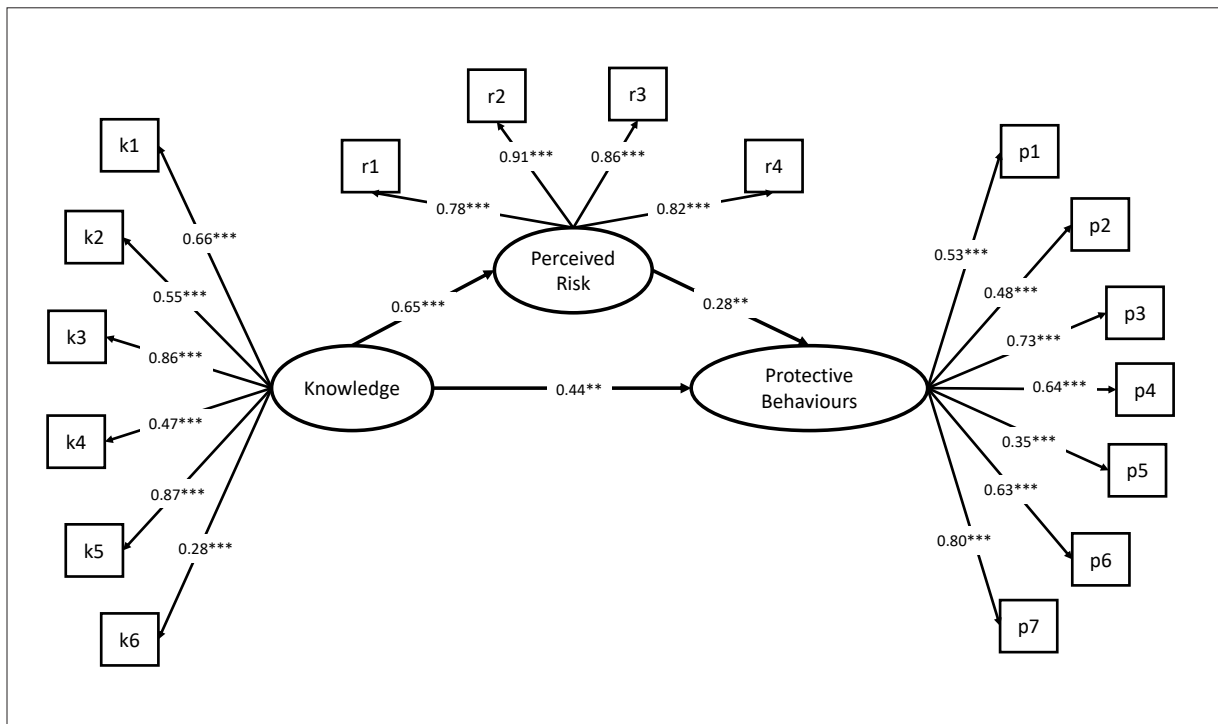 r2
r3
k1
p1
0.91***
0.86***
r1
r4
0.78***
0.82***
k2
0.66***
p2
0.53***
Perceived
Risk
0.48***
0.55***
0.65***
0.28**
p3
k3
0.73***
0.86***
Knowledge
0.44**
Protective
Behaviours
0.64***
p4
k4
0.47***
0.35***
p5
0.87***
0.63***
k5
0.28***
0.80***
p6
k6
p7